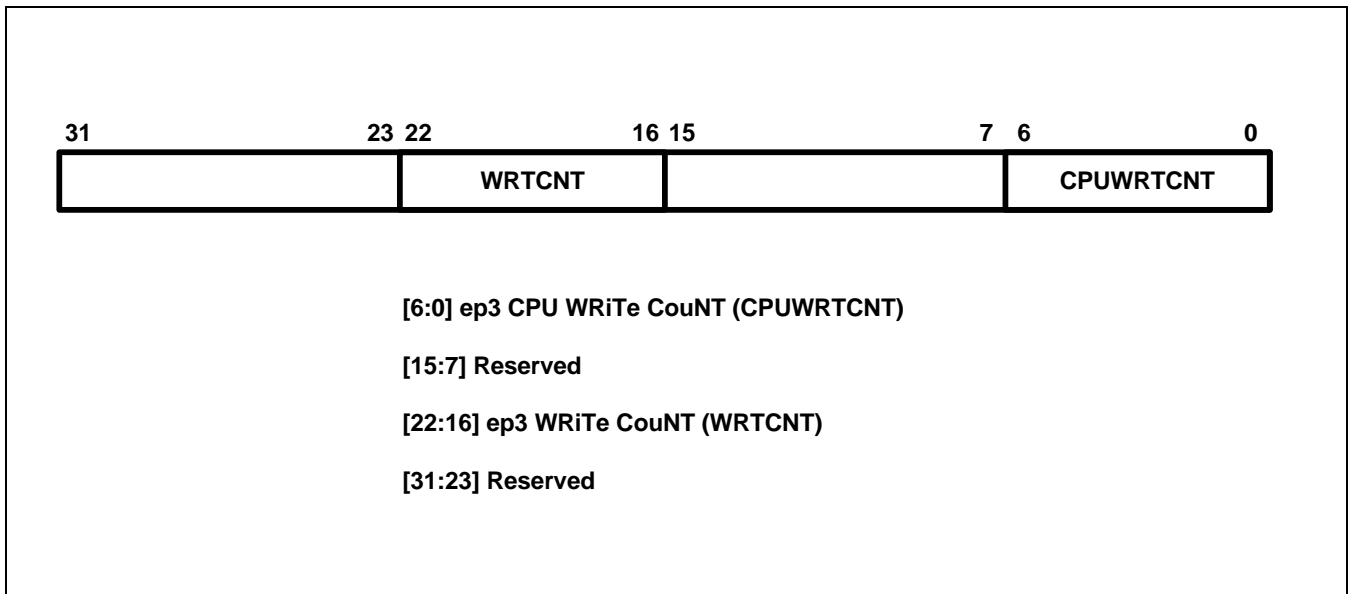 31 23 22 16 15 7 6 0
WRTCNT CPUWRTCNT
[6:0] ep3 CPU WRiTe CouNT (CPUWRTCNT)
[15:7] Reserved
[22:16] ep3 WRiTe CouNT (WRTCNT)
[31:23] Reserved